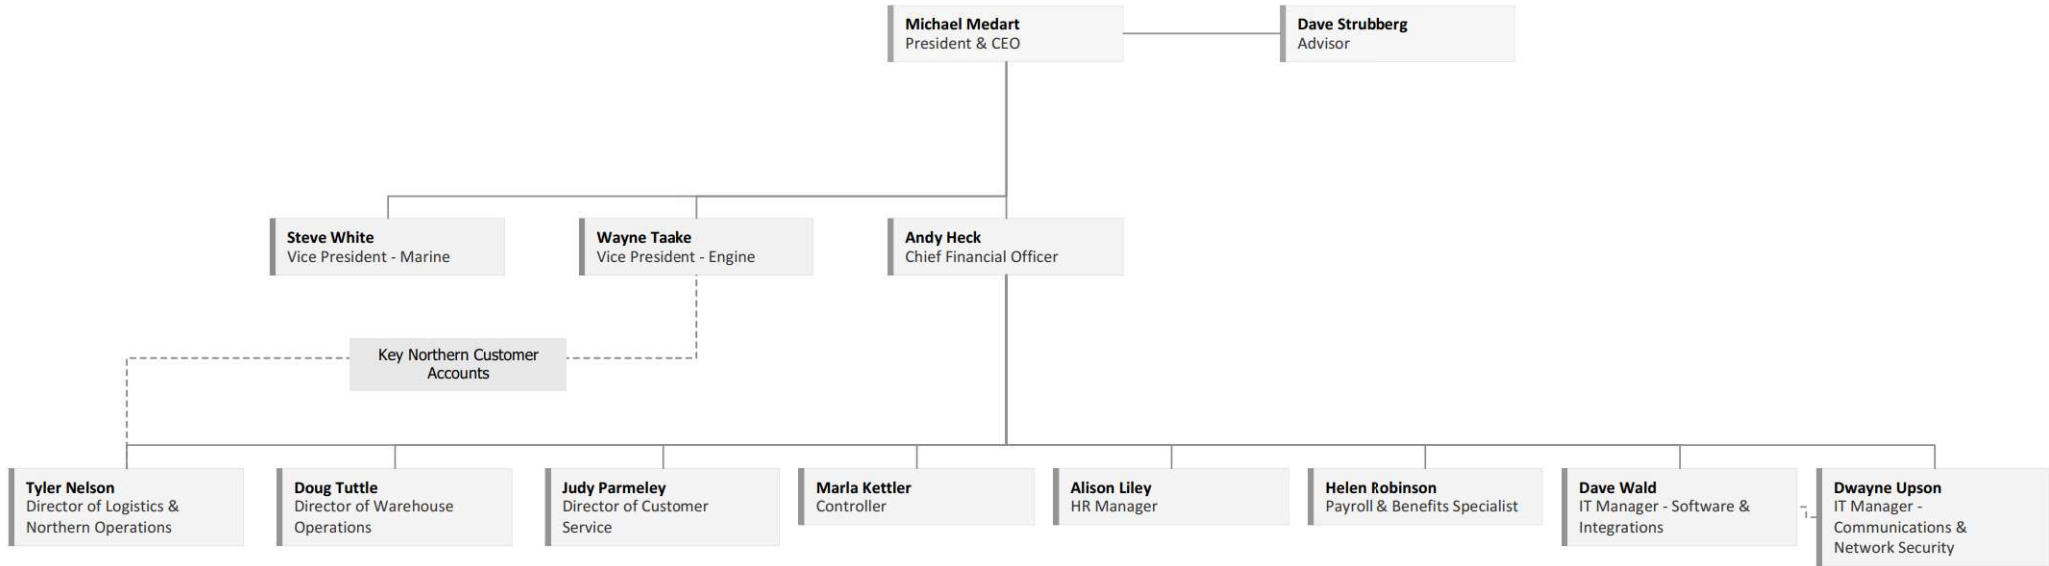 Michael Medart
President & CEO
Dave Strubberg
Advisor
Steve White
Vice President - Marine
Wayne Taake
Vice President - Engine
Andy Heck
Chief Financial Officer
Key Northern Customer
Accounts
Tyler Nelson
Director of Logistics &
Northern Operations
Doug Tuttle
Director of Warehouse
Operations
Judy Parmeley
Director of Customer
Service
Marla Kettler
Controller
Alison Liley
HR Manager
Helen Robinson
Payroll & Benefits Specialist
Dave Wald
IT Manager - Software &
Integrations
Dwayne Upson
IT Manager -
Communications &
Network Security